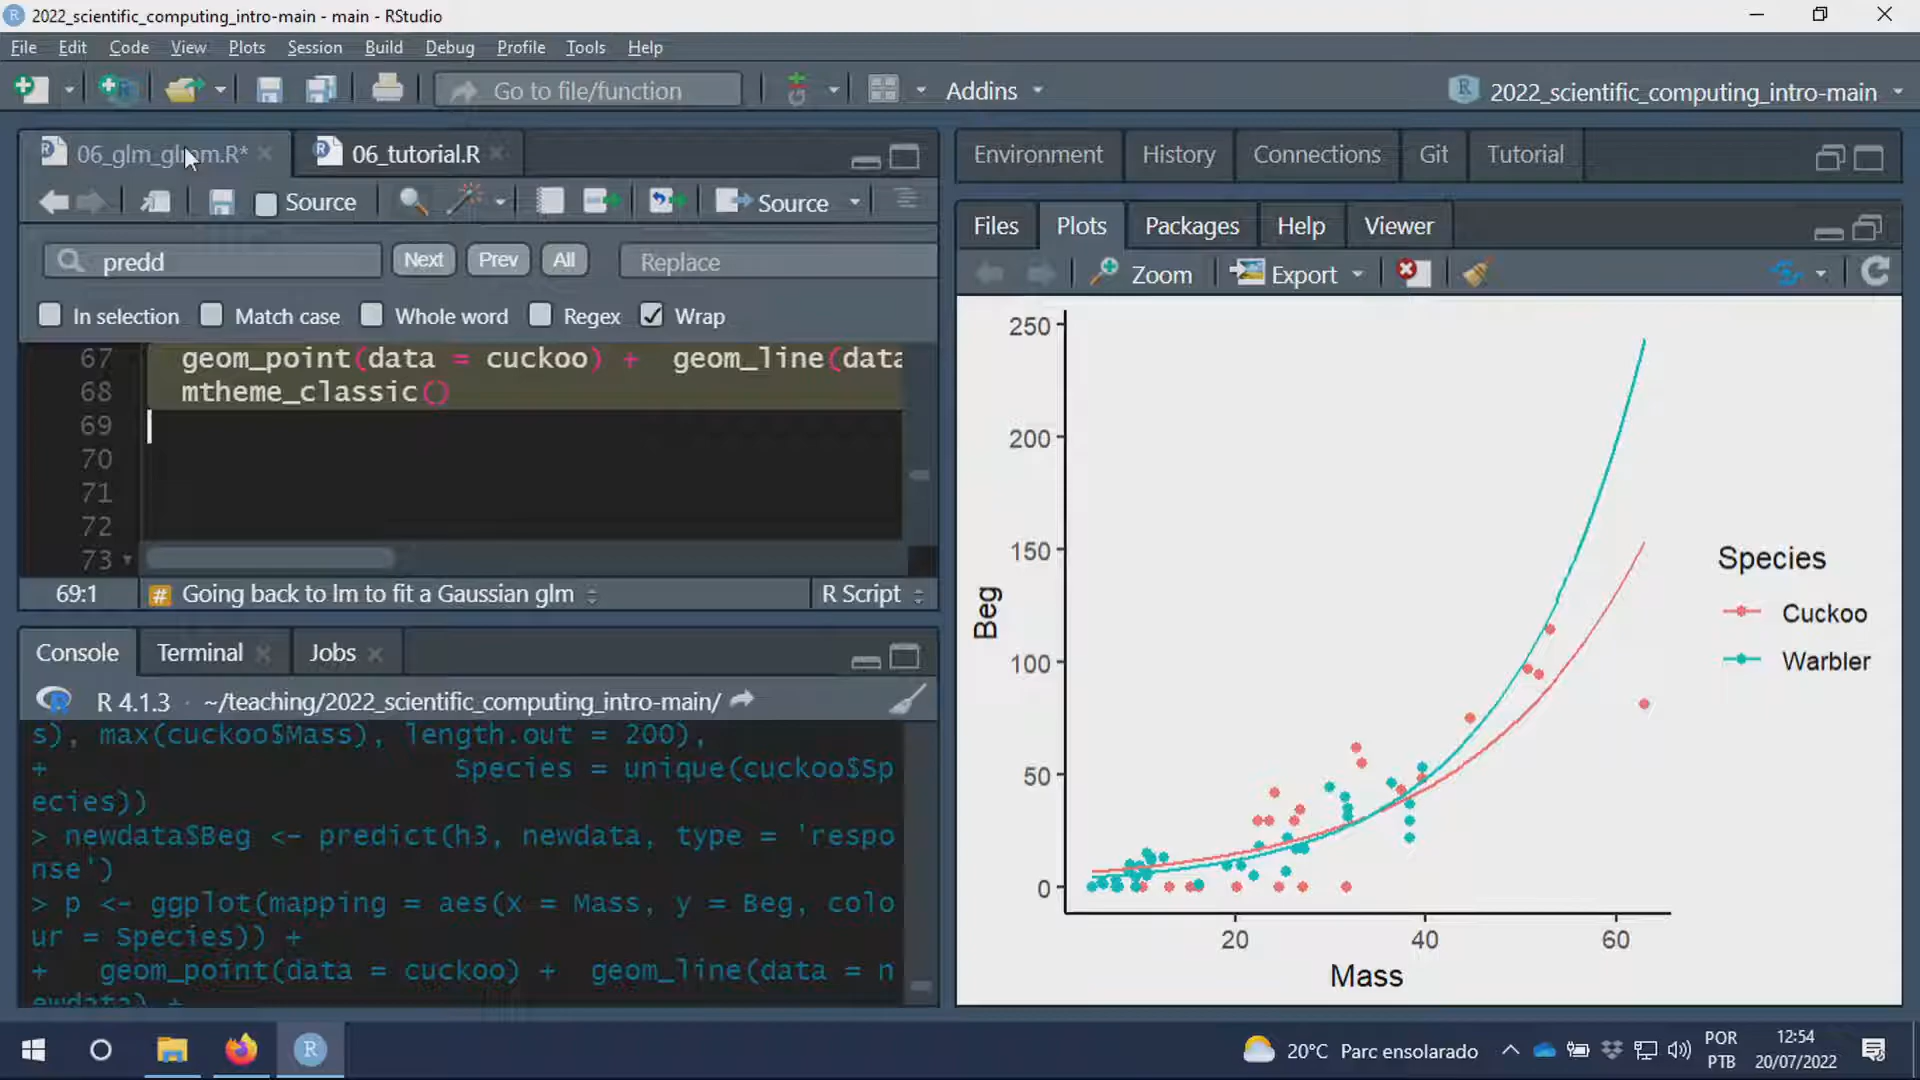 2022_scientific_computing_intro-main - main - RStudio
File Edit Code View Plots Session Build Debug Profile Tools Help
Go to file/function Addins 2022_scientific_computing_intro-main
06_glm_glmm.R* 06_tutorial.R
Source Source
predd Next Prev All Replace
In selection Match case Whole word Regex Wrap
67 geom_point(data = cuckoo) + geom_line(data
68 mtheme_classic()
69
70
71
72
73
69:1 # Going back to lm to fit a Gaussian glm R Script
Console Terminal Jobs
R 4.1.3 · ~/teaching/2022_scientific_computing_intro-main/
s), max(cuckoo$Mass), length.out = 200),
+ Species = unique(cuckoo$Sp
ecies))
> newdata$Beg <- predict(h3, newdata, type = 'respo
nse')
> p <- ggplot(mapping = aes(x = Mass, y = Beg, colo
ur = Species)) +
+ geom_point(data = cuckoo) + geom_line(data = n
ewdata) +
Environment History Connections Git Tutorial
Files Plots Packages Help Viewer
Zoom Export
250
200
150
100
50
0
Beg
20 40 60
Mass
Species
Cuckoo
Warbler
20°C Parc ensolarado
POR
PTB
12:54
20/07/2022